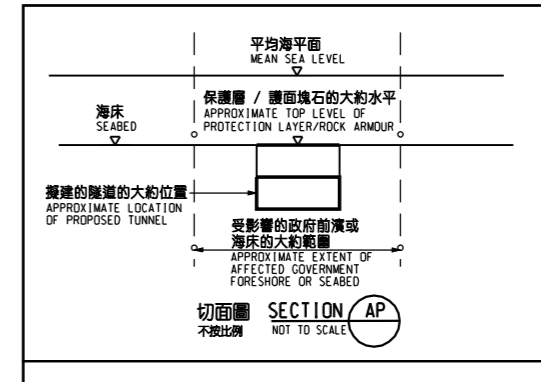 平均海平面
MEAN SEA LEVEL
保護層 / 護面塊石的大約水平
APPROXIMATE TOP LEVEL OF
PROTECTION LAYER/ROCK ARMOUR
海床
SEABED
擬建的隧道的大約位置
APPROXIMATE LOCATION
OF PROPOSED TUNNEL
受影響的政府前濱或
海床的大約範圍
APPROXIMATE EXTENT OF
AFFECTED GOVERNMENT
FORESHORE OR SEABED
切面圖 SECTION AP
不按比例 NOT TO SCALE